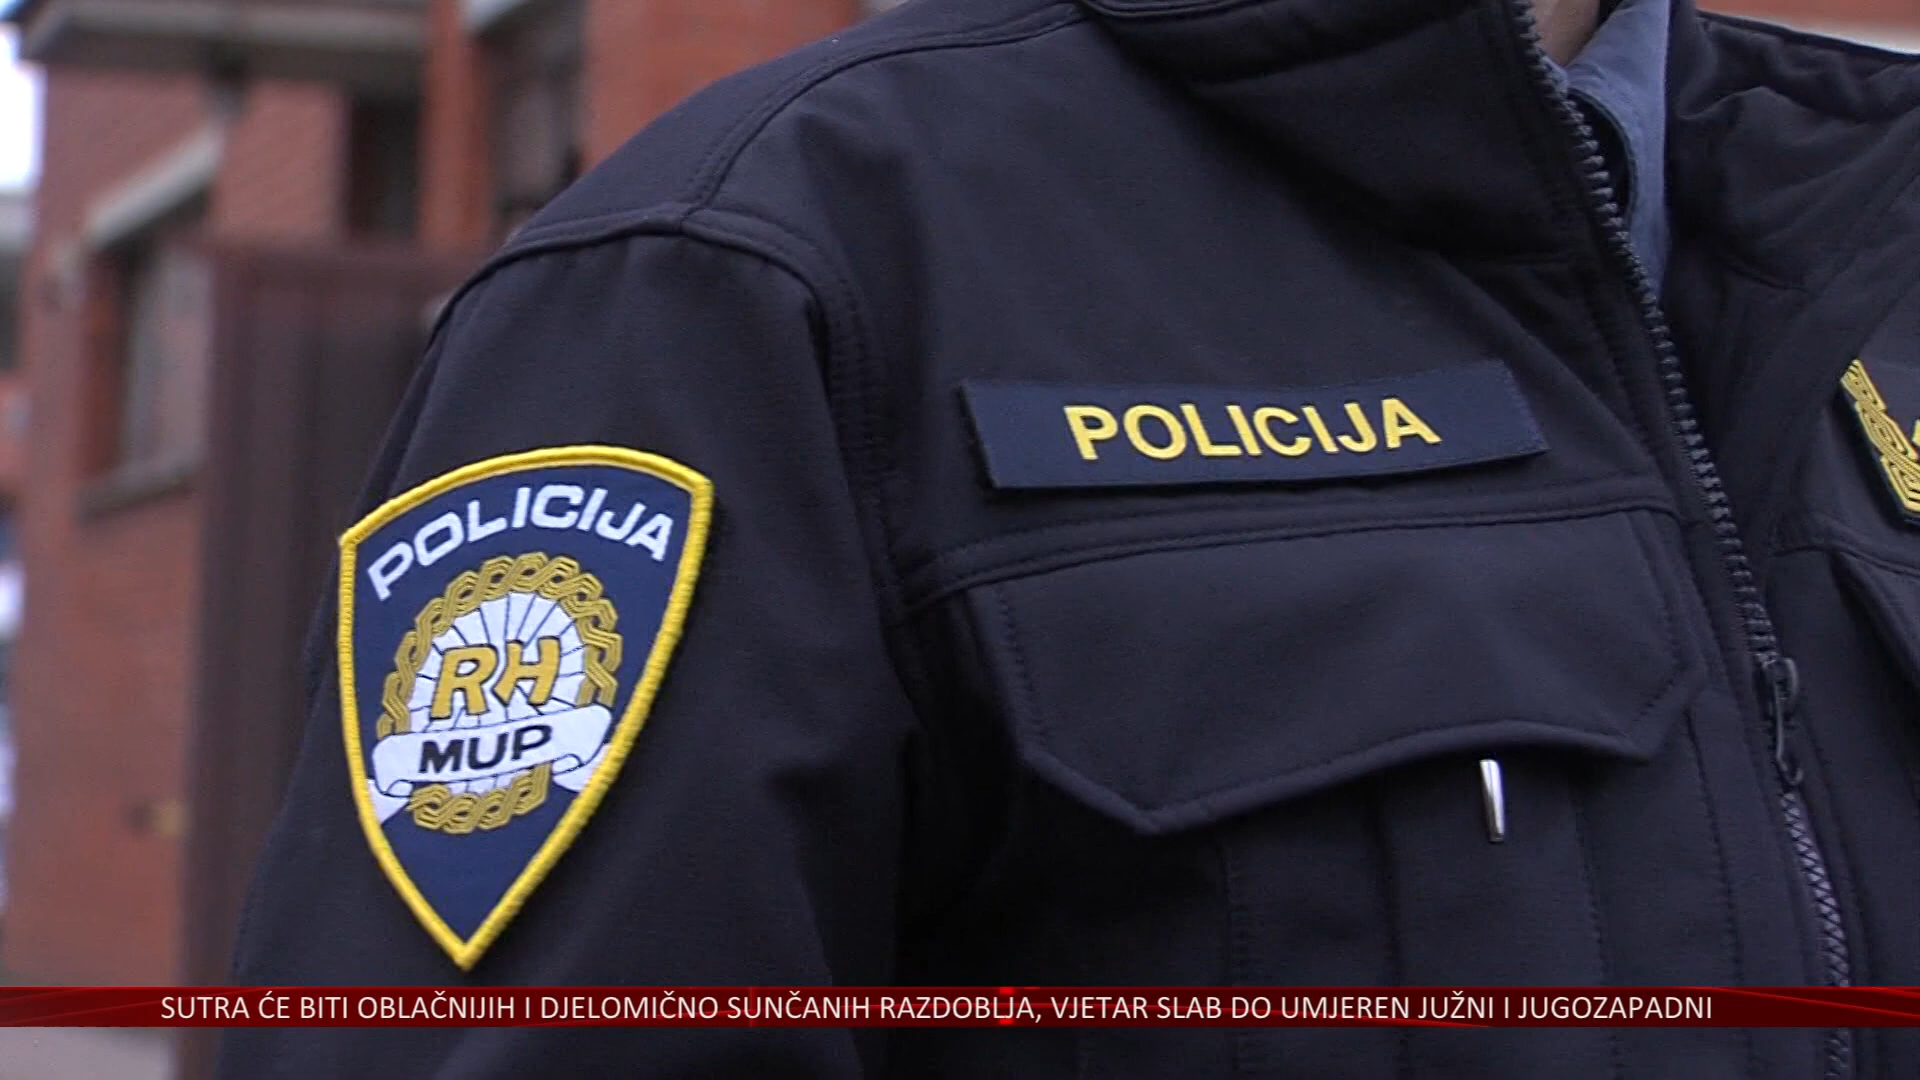 POLICIJA
POLICIJA
RH
MUP
SUTRA ĆE BITI OBLAČNIJIH I DJELOMIČNO SUNČANIH RAZDOBLJA, VJETAR SLAB DO UMJEREN JUŽNI I JUGOZAPADNI